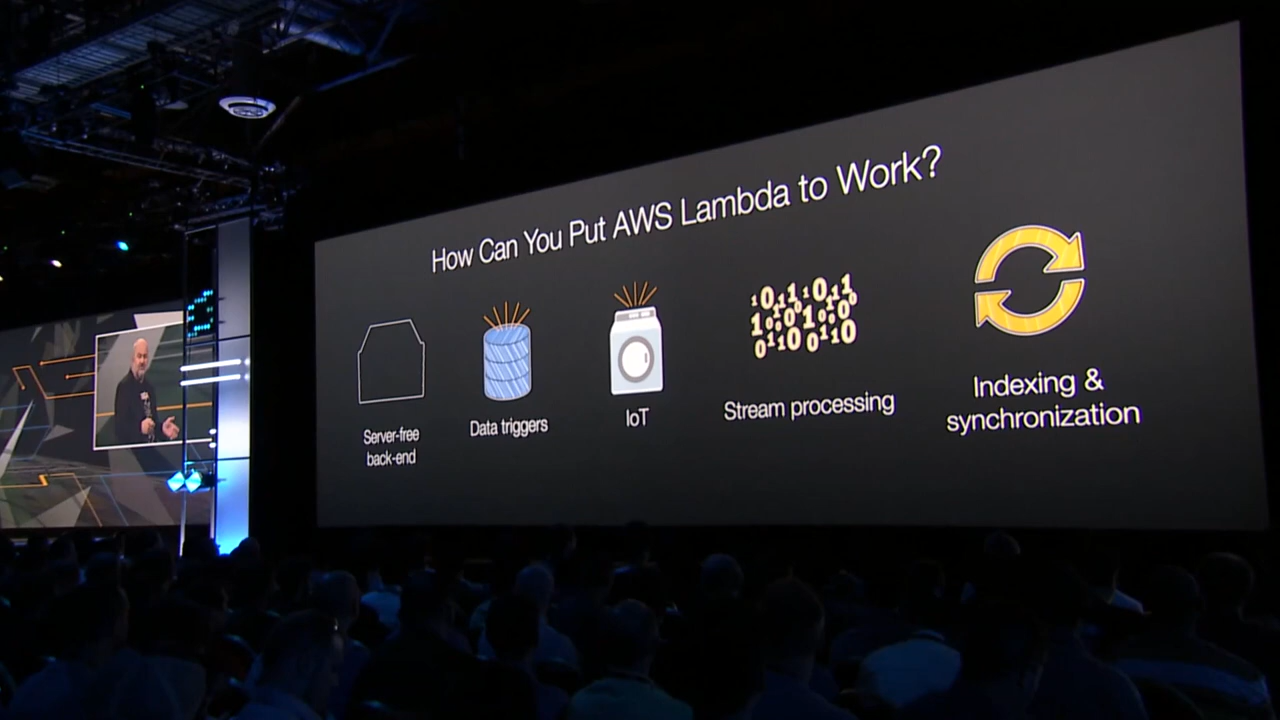 How Can You Put AWS Lambda to Work?
Server-free
back-end
Data triggers
IoT
Stream processing
Indexing &
synchronization